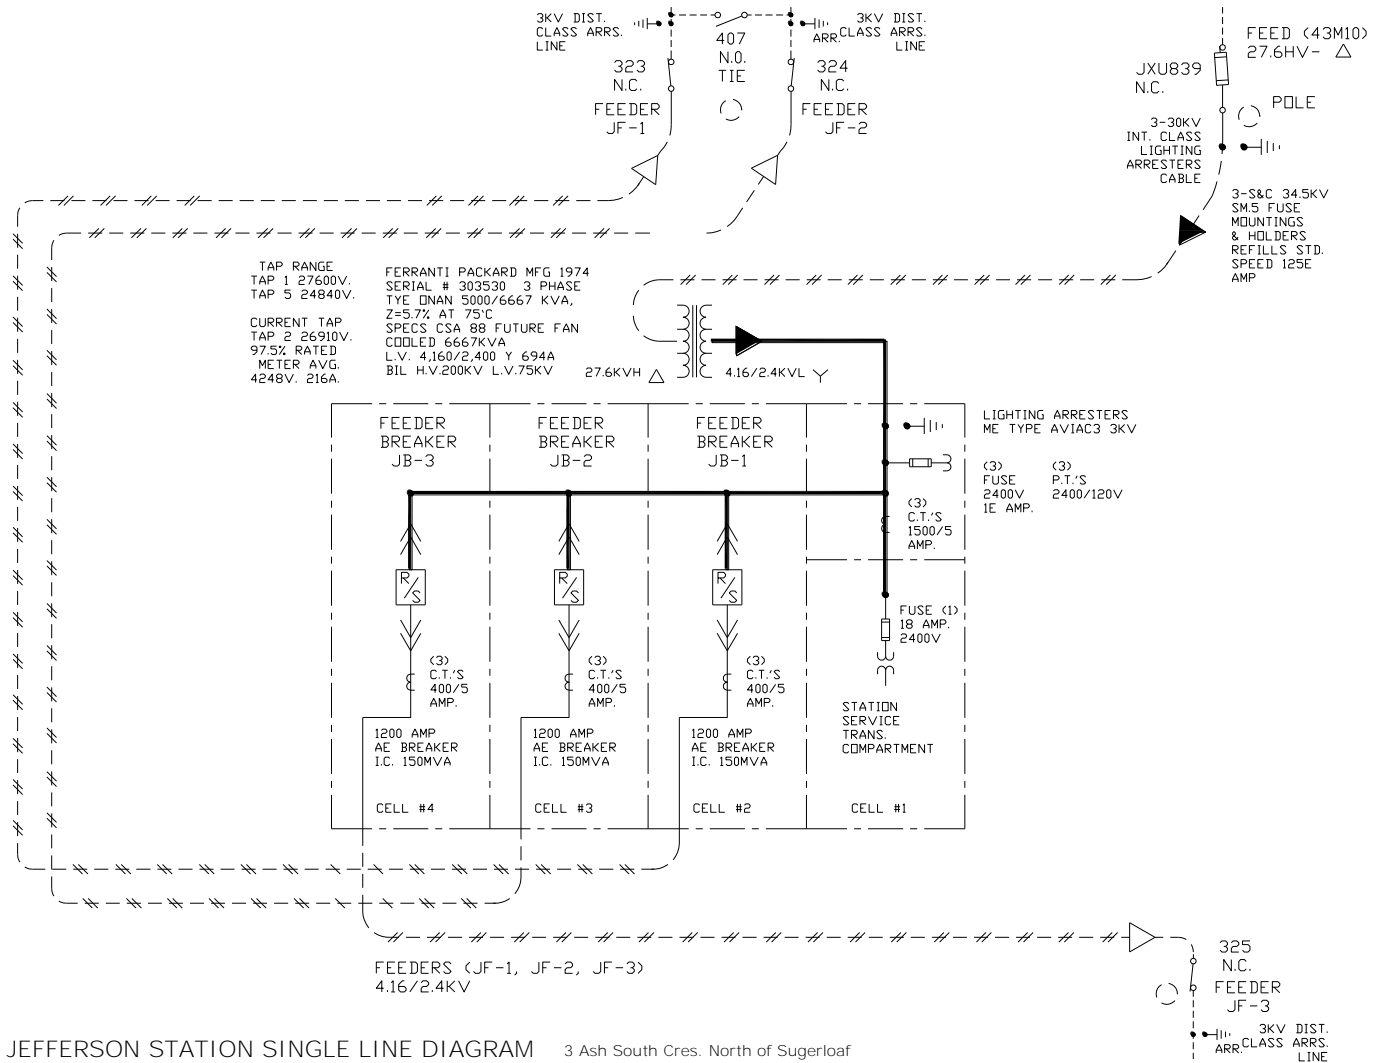 3KV DIST.
CLASS ARRS.
LINE
407
N.O.
TIE
ARR.
3KV DIST.
CLASS ARRS.
LINE
323
N.C.
FEEDER
JF-1
324
N.C.
FEEDER
JF-2
FEED (43M10)
27.6HV-
JXU839
N.C.
POLE
3-30KV
INT. CLASS
LIGHTING
ARRESTERS
CABLE
3-S&C 34.5KV
SM.5 FUSE
MOUNTINGS
& HOLDERS
REFILLS STD.
SPEED 125E
AMP
TAP RANGE
TAP 1 27600V.
TAP 5 24840V.
CURRENT TAP
TAP 2 26910V.
97.5% RATED
METER AVG.
4248V. 216A.
FERRANTI PACKARD MFG 1974
SERIAL # 303530 3 PHASE
TYE ONAN 5000/6667 KVA,
Z=5.7% AT 75°C
SPECS CSA 88 FUTURE FAN
COOLED 6667KVA
L.V. 4,160/2,400 Y 694A
BIL H.V.200KV L.V.75KV
27.6KVH
4.16/2.4KVL
FEEDER
BREAKER
JB-3
FEEDER
BREAKER
JB-2
FEEDER
BREAKER
JB-1
LIGHTING ARRESTERS
ME TYPE AVIAC3 3KV
(3)
FUSE
2400V
1E AMP.
(3)
P.T.'S
2400/120V
(3)
C.T.'S
1500/5
AMP.
R/S
R/S
R/S
FUSE (1)
18 AMP.
2400V
(3)
C.T.'S
400/5
AMP.
(3)
C.T.'S
400/5
AMP.
(3)
C.T.'S
400/5
AMP.
STATION
SERVICE
TRANS.
COMPARTMENT
1200 AMP
AE BREAKER
I.C. 150MVA
1200 AMP
AE BREAKER
I.C. 150MVA
1200 AMP
AE BREAKER
I.C. 150MVA
CELL #4
CELL #3
CELL #2
CELL #1
FEEDERS (JF-1, JF-2, JF-3)
4.16/2.4KV
325
N.C.
FEEDER
JF-3
ARR.
3KV DIST.
CLASS ARRS.
LINE
JEFFERSON STATION SINGLE LINE DIAGRAM 3 Ash South Cres. North of Sugerloaf